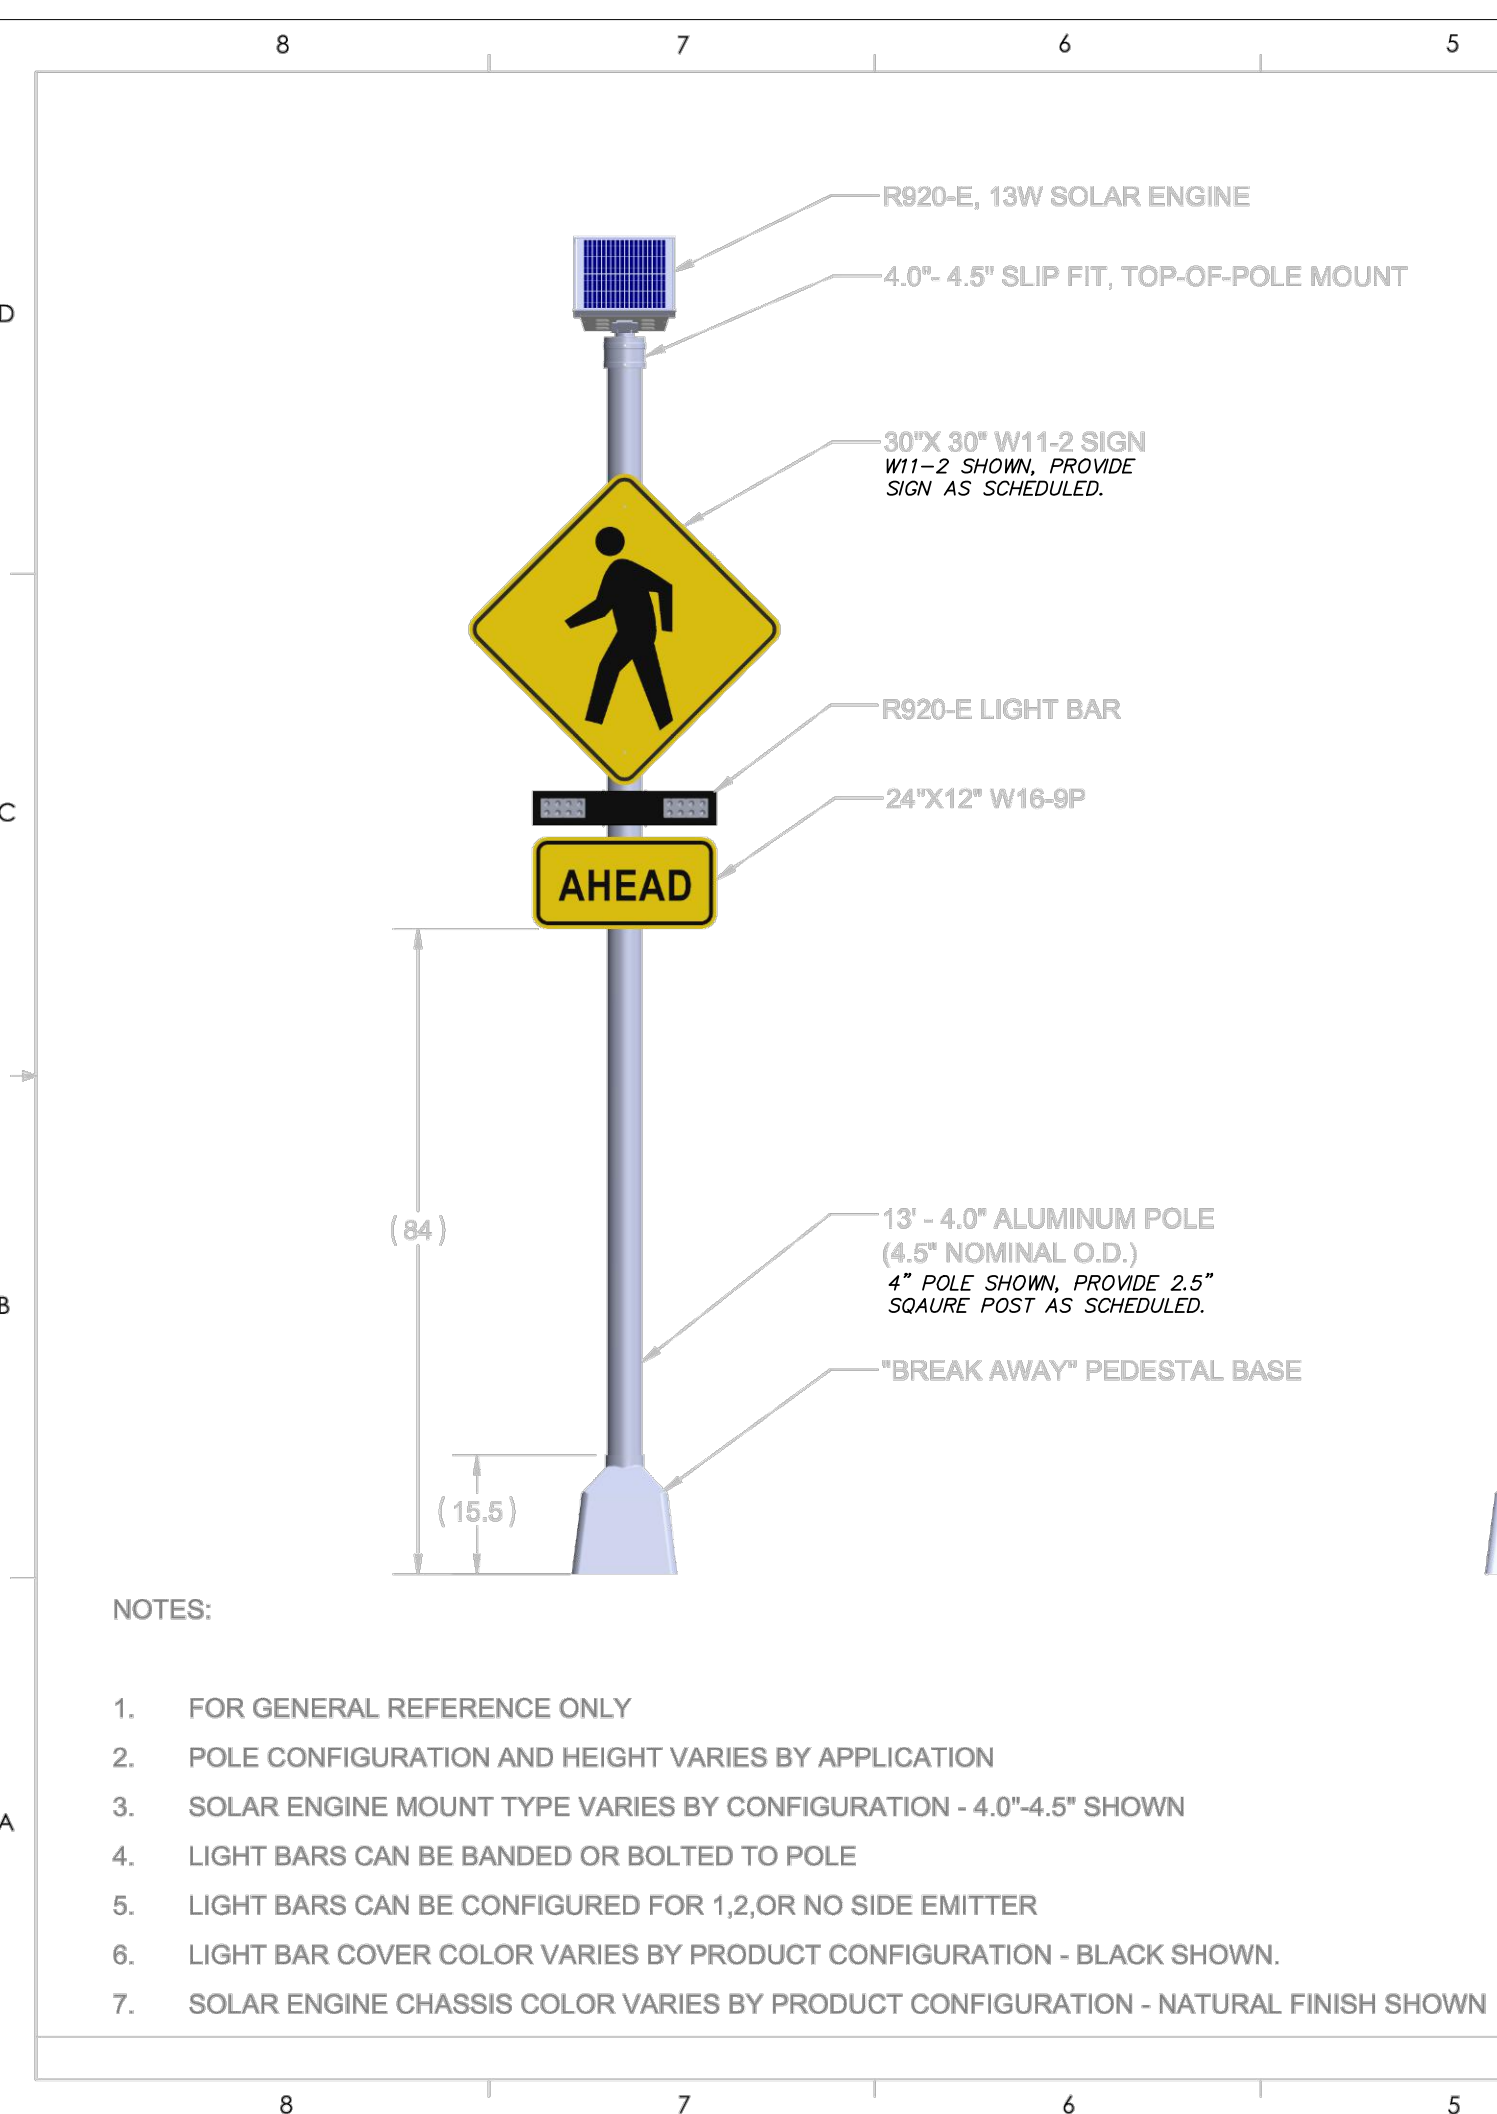 8 7 6 5
R920-E, 13W SOLAR ENGINE
4.0"- 4.5" SLIP FIT, TOP-OF-POLE MOUNT
D
30"X 30" W11-2 SIGN
W11-2 SHOWN, PROVIDE
SIGN AS SCHEDULED.
R920-E LIGHT BAR
24"X12" W16-9P
C
AHEAD
13' - 4.0" ALUMINUM POLE
(84)
(4.5" NOMINAL O.D.)
4" POLE SHOWN, PROVIDE 2.5"
SQAURE POST AS SCHEDULED.
B
"BREAK AWAY" PEDESTAL BASE
(15.5)
NOTES:
1. FOR GENERAL REFERENCE ONLY
2. POLE CONFIGURATION AND HEIGHT VARIES BY APPLICATION
3. SOLAR ENGINE MOUNT TYPE VARIES BY CONFIGURATION - 4.0"-4.5" SHOWN
A
4. LIGHT BARS CAN BE BANDED OR BOLTED TO POLE
5. LIGHT BARS CAN BE CONFIGURED FOR 1,2,OR NO SIDE EMITTER
6. LIGHT BAR COVER COLOR VARIES BY PRODUCT CONFIGURATION - BLACK SHOWN.
7. SOLAR ENGINE CHASSIS COLOR VARIES BY PRODUCT CONFIGURATION - NATURAL FINISH SHOWN
8 7 6 5